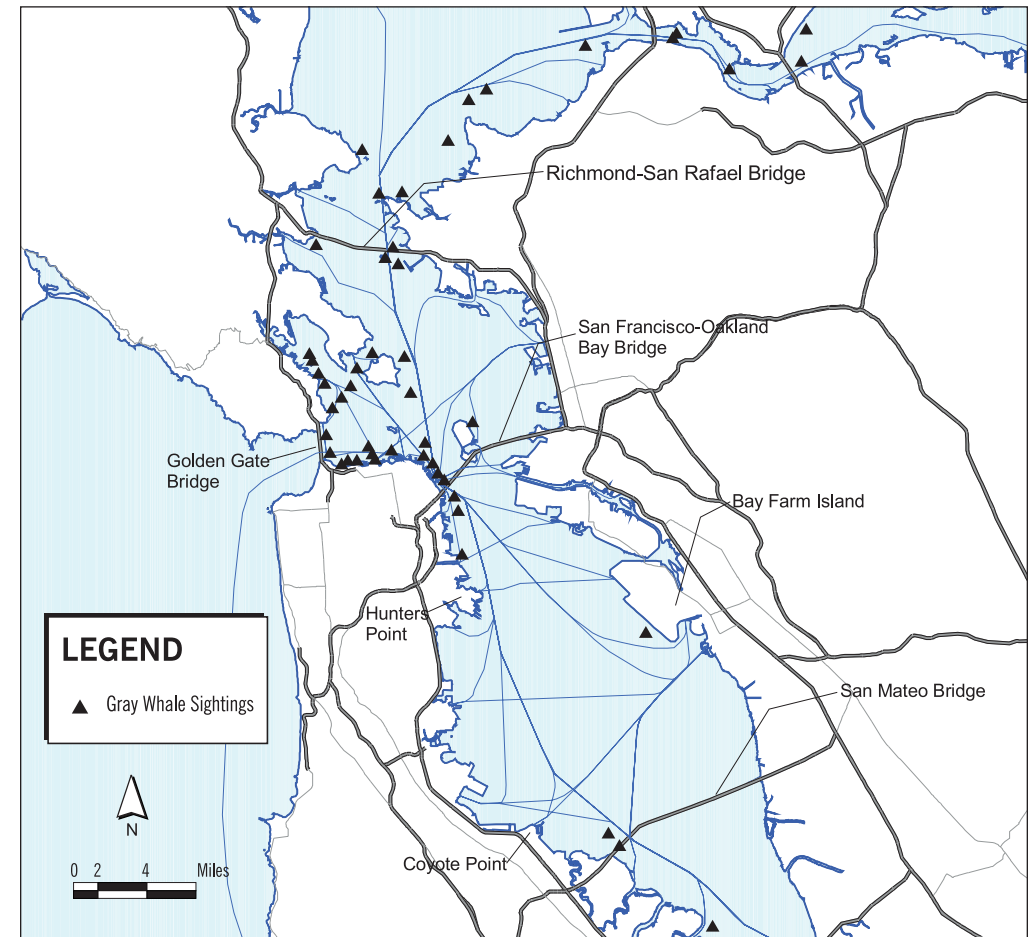 Richmond-San Rafael Bridge
San Francisco-Oakland
Bay Bridge
Golden Gate
Bridge
Bay Farm Island
Hunters
Point
LEGEND
Gray Whale Sightings
San Mateo Bridge
N
Coyote Point
0 2 4 Miles